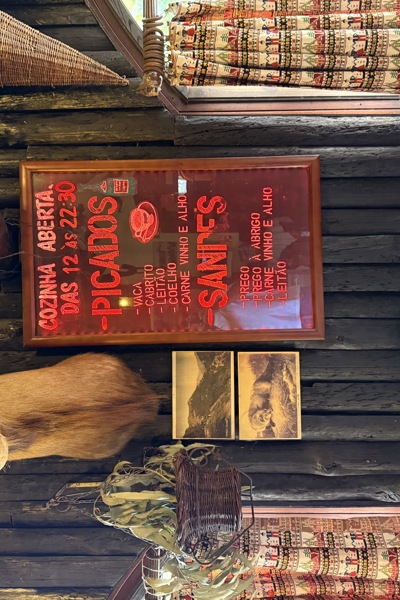 COZINHA ABERTA.
DAS 12 ÀS 22:30
-PICADOS
-VACA
-CABRITO
-LEITÃO
-COELHO
-CARNE VINHO E ALHO
-SANDES
-PREGO
-PREGO À ABRIGO
-CARNE VINHO E ALHO
-LEITÃO